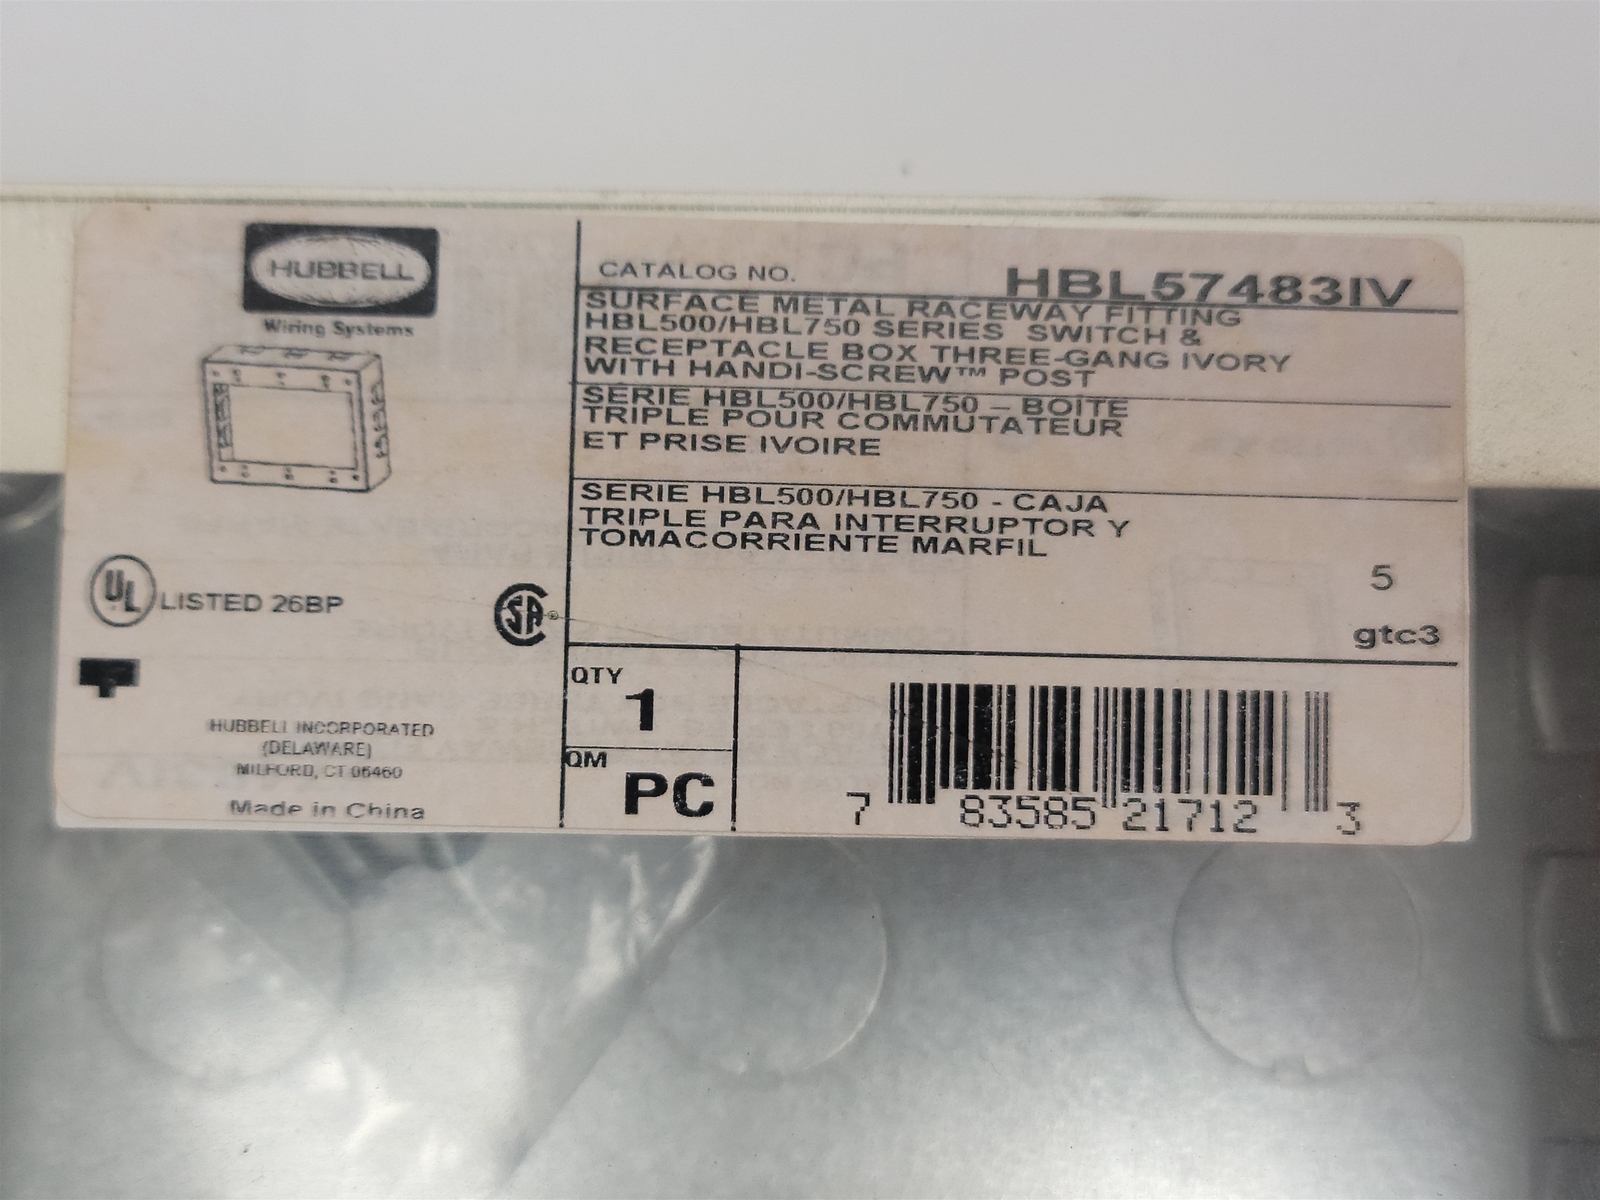 HUBBELL
Wiring Systems
CATALOG NO. HBL57483IV
SURFACE METAL RACEWAY FITTING
HBL500/HBL750 SERIES SWITCH &
RECEPTACLE BOX THREE-GANG IVORY
WITH HANDI-SCREW™ POST
SÉRIE HBL500/HBL750 – BOÎTE
TRIPLE POUR COMMUTATEUR
ET PRISE IVOIRE
SERIE HBL500/HBL750 - CAJA
TRIPLE PARA INTERRUPTOR Y
TOMACORRIENTE MARFIL
5
gtc3
UL LISTED 26BP
SA®
QTY
1
QM
PC
HUBBELL INCORPORATED
(DELAWARE)
MILFORD, CT 06460
Made in China
7 83585 21712 3